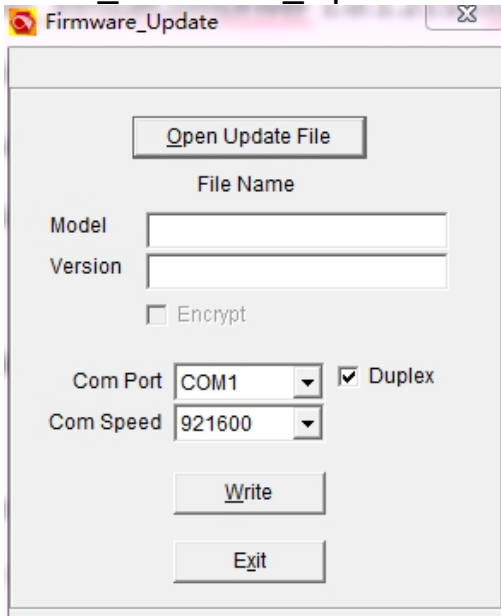 Firmware_Update
Open Update File
File Name
Model
Version
Encrypt
Com Port COM1 Duplex
Com Speed 921600
Write
Exit